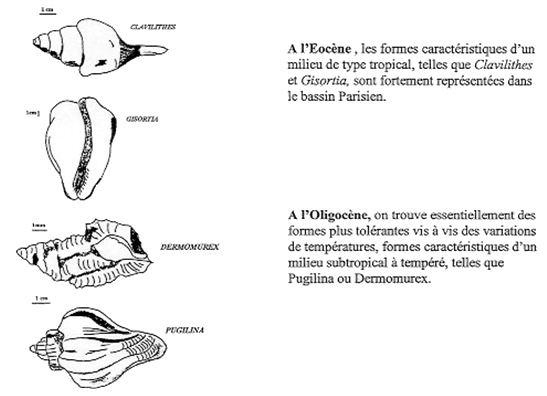 1 cm
CLAVILITHES
A l'Eocène , les formes caractéristiques d'un
milieu de type tropical, telles que Clavilithes
et Gisortia, sont fortement représentées dans
le bassin Parisien.
1cm
GISORTIA
1mm
DERMOMUREX
A l'Oligocène, on trouve essentiellement des
formes plus tolérantes vis à vis des variations
de températures, formes caractéristiques d'un
milieu subtropical à tempéré, telles que
Pugilina ou Dermomurex.
1 cm
PUGILINA